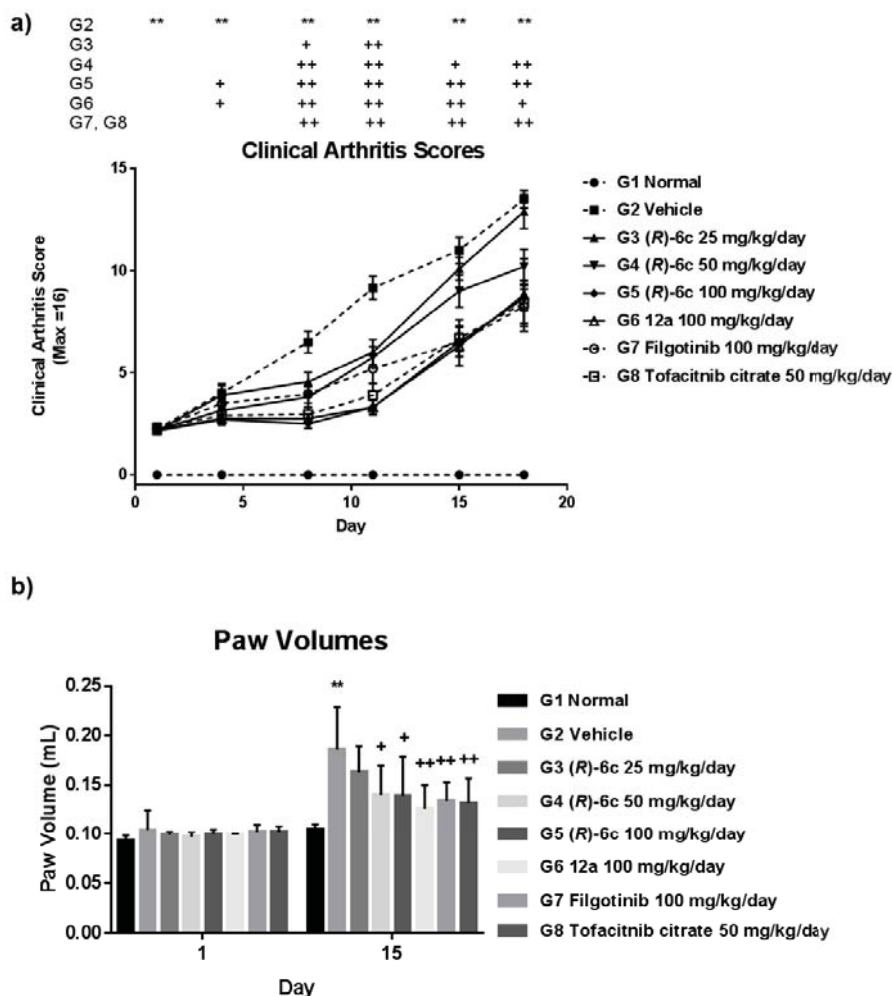 a)
G2 ** ** ** ** ** **
G3 + ++
G4 ++ ++ + ++
G5 + ++ ++ ++ ++
G6 + ++ ++ ++ +
G7, G8 ++ ++ ++ ++
Clinical Arthritis Scores
Clinical Arthritis Score
(Max =16)
15
10
5
0
0 5 10 15 20
Day
G1 Normal
G2 Vehicle
G3 (R)-6c 25 mg/kg/day
G4 (R)-6c 50 mg/kg/day
G5 (R)-6c 100 mg/kg/day
G6 12a 100 mg/kg/day
G7 Filgotinib 100 mg/kg/day
G8 Tofacitnib citrate 50 mg/kg/day
b)
Paw Volumes
Paw Volume (mL)
0.25
0.20
0.15
0.10
0.05
0.00
** + + ++ ++ ++
1 15
Day
G1 Normal
G2 Vehicle
G3 (R)-6c 25 mg/kg/day
G4 (R)-6c 50 mg/kg/day
G5 (R)-6c 100 mg/kg/day
G6 12a 100 mg/kg/day
G7 Filgotinib 100 mg/kg/day
G8 Tofacitnib citrate 50 mg/kg/day